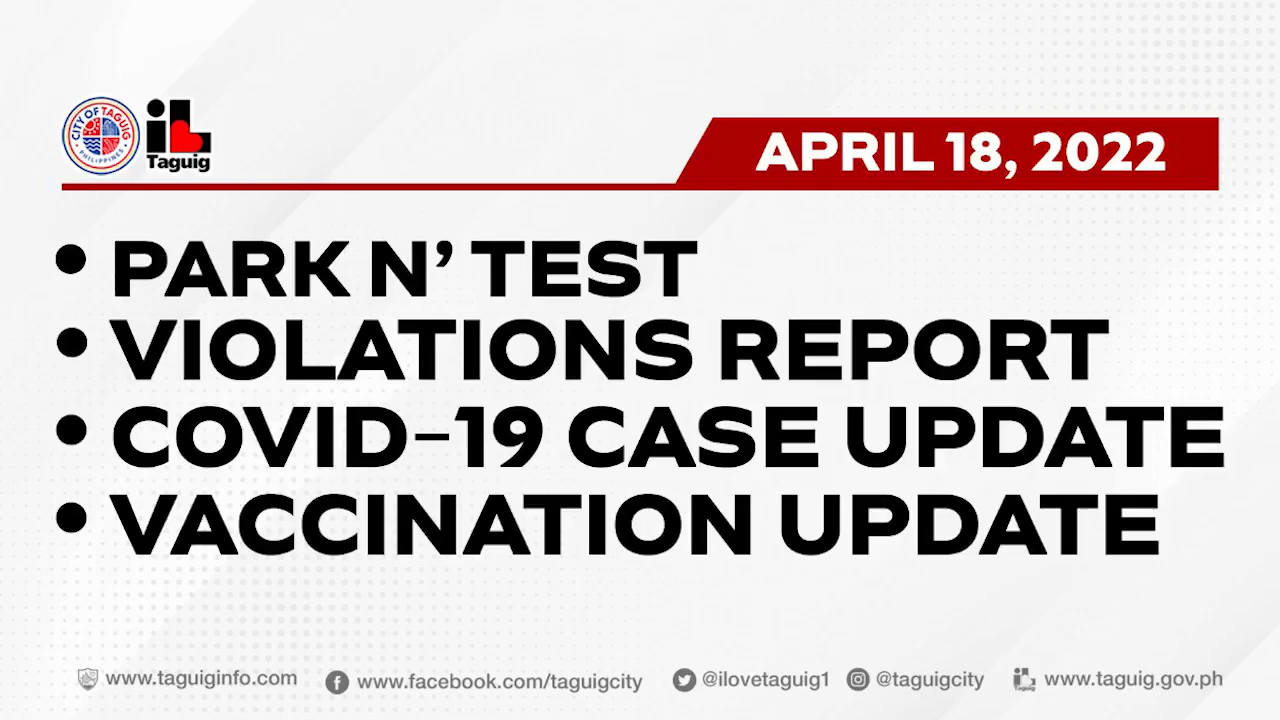 CITY OF TAGUIG
PHILIPPINES
iL
Taguig
APRIL 18, 2022
• PARK N’ TEST
• VIOLATIONS REPORT
• COVID-19 CASE UPDATE
• VACCINATION UPDATE
www.taguiginfo.com
www.facebook.com/taguigcity
@ilovetaguig1
@taguigcity
www.taguig.gov.ph